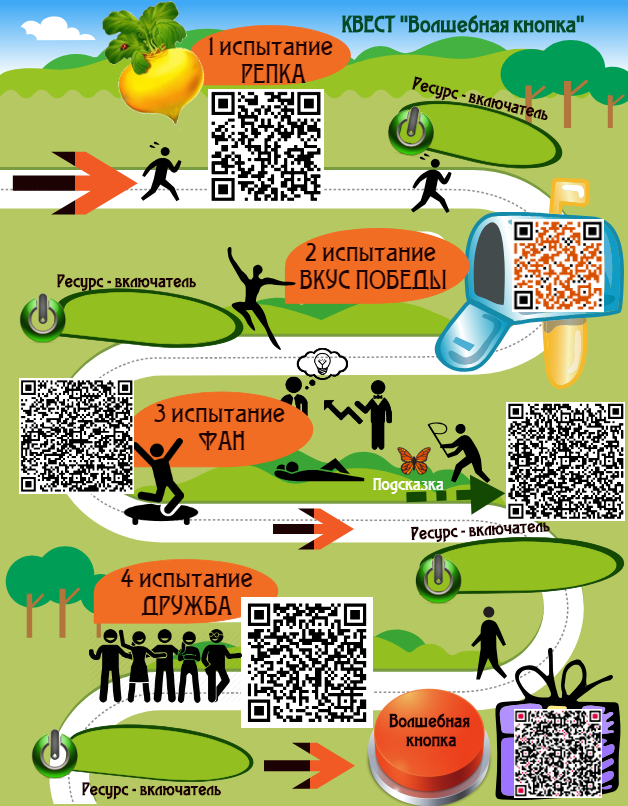 КВЕСТ "Волшебная кнопка"
1 испытание
РЕПКА
Ресурс - включатель
2 испытание
ВКУС ПОБЕДЫ
Ресурс - включатель
3 испытание
ФАН
Подсказка
Ресурс - включатель
4 испытание
ДРУЖБА
Волшебная
кнопка
Ресурс - включатель